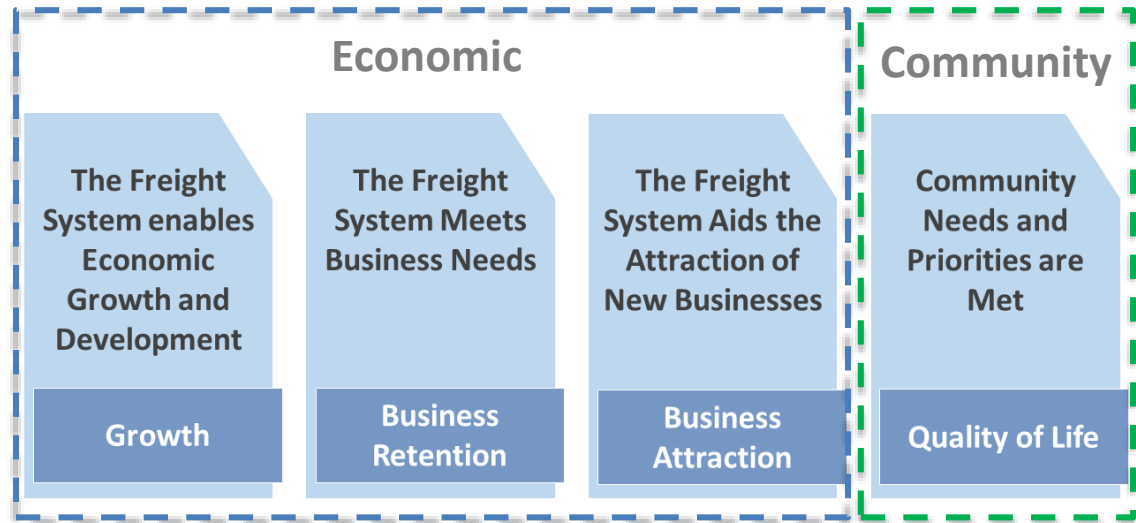 Economic
The Freight
System enables
Economic
Growth and
Development
Growth
The Freight
System Meets
Business Needs
Business
Retention
The Freight
System Aids the
Attraction of
New Businesses
Business
Attraction
Community
Community
Needs and
Priorities are
Met
Quality of Life